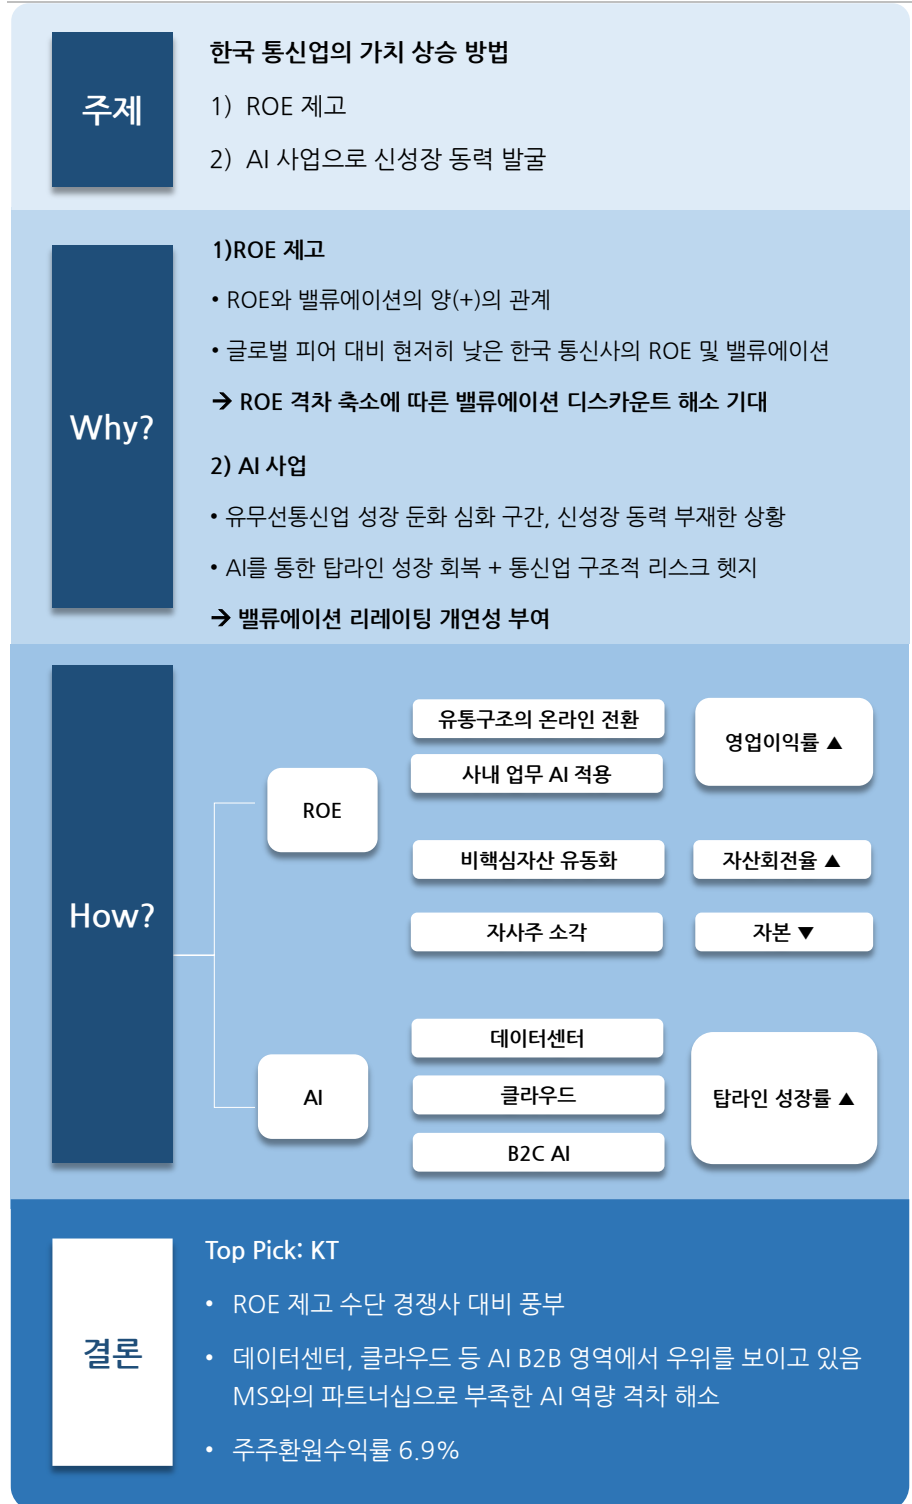 주제
한국 통신업의 가치 상승 방법
1) ROE 제고
2) AI 사업으로 신성장 동력 발굴
Why?
1)ROE 제고
• ROE와 밸류에이션의 양(+)의 관계
• 글로벌 피어 대비 현저히 낮은 한국 통신사의 ROE 및 밸류에이션
→ ROE 격차 축소에 따른 밸류에이션 디스카운트 해소 기대
2) AI 사업
• 유무선통신업 성장 둔화 심화 구간, 신성장 동력 부재한 상황
• AI를 통한 탑라인 성장 회복 + 통신업 구조적 리스크 헷지
→ 밸류에이션 리레이팅 개연성 부여
How?
ROE
유통구조의 온라인 전환
사내 업무 AI 적용
영업이익률 ▲
비핵심자산 유동화
자산회전율 ▲
자사주 소각
자본 ▼
AI
데이터센터
클라우드
B2C AI
탑라인 성장률 ▲
결론
Top Pick: KT
• ROE 제고 수단 경쟁사 대비 풍부
• 데이터센터, 클라우드 등 AI B2B 영역에서 우위를 보이고 있음
MS와의 파트너십으로 부족한 AI 역량 격차 해소
• 주주환원수익률 6.9%